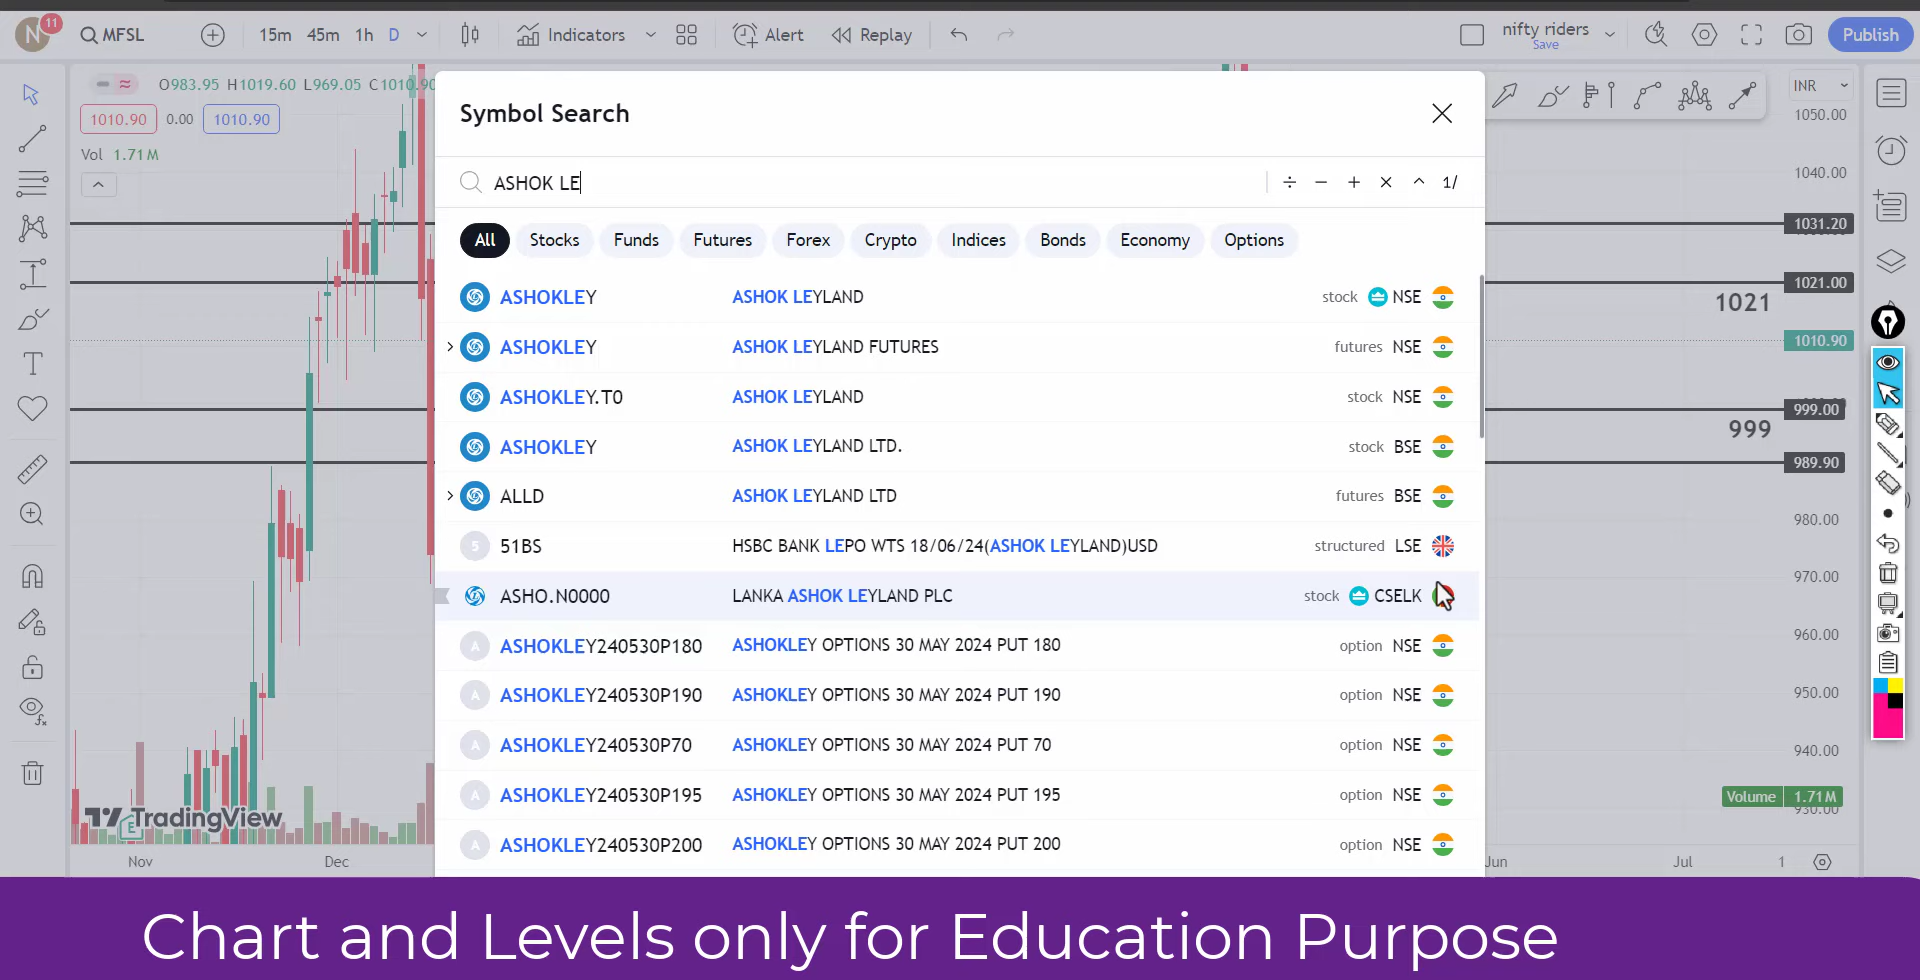 N 11 MFSL 15m 45m 1h D Indicators Alert Replay nifty riders Save Publish
O983.95 H1019.60 L969.05 C1010.90
INR
1010.90 0.00 1010.90
Vol 1.71M
Symbol Search
ASHOK LE 1/
All Stocks Funds Futures Forex Crypto Indices Bonds Economy Options
ASHOKLEY ASHOK LEYLAND stock NSE
ASHOKLEY ASHOK LEYLAND FUTURES futures NSE
ASHOKLEY.T0 ASHOK LEYLAND stock NSE
ASHOKLEY ASHOK LEYLAND LTD. stock BSE
ALLD ASHOK LEYLAND LTD futures BSE
5 51BS HSBC BANK LEPO WTS 18/06/24(ASHOK LEYLAND)USD structured LSE
ASHO.N0000 LANKA ASHOK LEYLAND PLC stock CSELK
A ASHOKLEY240530P180 ASHOKLEY OPTIONS 30 MAY 2024 PUT 180 option NSE
A ASHOKLEY240530P190 ASHOKLEY OPTIONS 30 MAY 2024 PUT 190 option NSE
A ASHOKLEY240530P70 ASHOKLEY OPTIONS 30 MAY 2024 PUT 70 option NSE
A ASHOKLEY240530P195 ASHOKLEY OPTIONS 30 MAY 2024 PUT 195 option NSE
A ASHOKLEY240530P200 ASHOKLEY OPTIONS 30 MAY 2024 PUT 200 option NSE
1050.00
1040.00
1031.20
1021.00
1021
1010.90
999.00
999
989.90
980.00
970.00
960.00
950.00
940.00
Volume 1.71M
930.00
TradingView
E
Nov Dec Jun Jul 1
Chart and Levels only for Education Purpose